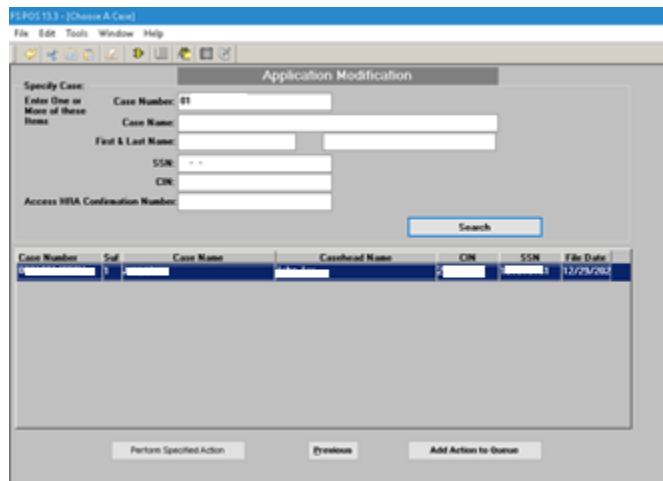 FS POS 13.3 - [Choose A Case]
File Edit Tools Window Help
Application Modification
Specify Case:
Enter One or More of these Items
Case Number: 01
Case Name:
First & Last Name:
SSN: - -
CIN:
Access HRA Confirmation Number:
Search
Case Number Suf Case Name Casehead Name CIN SSN File Date
1 12/29/202
Perform Specified Action Previous Add Action to Queue